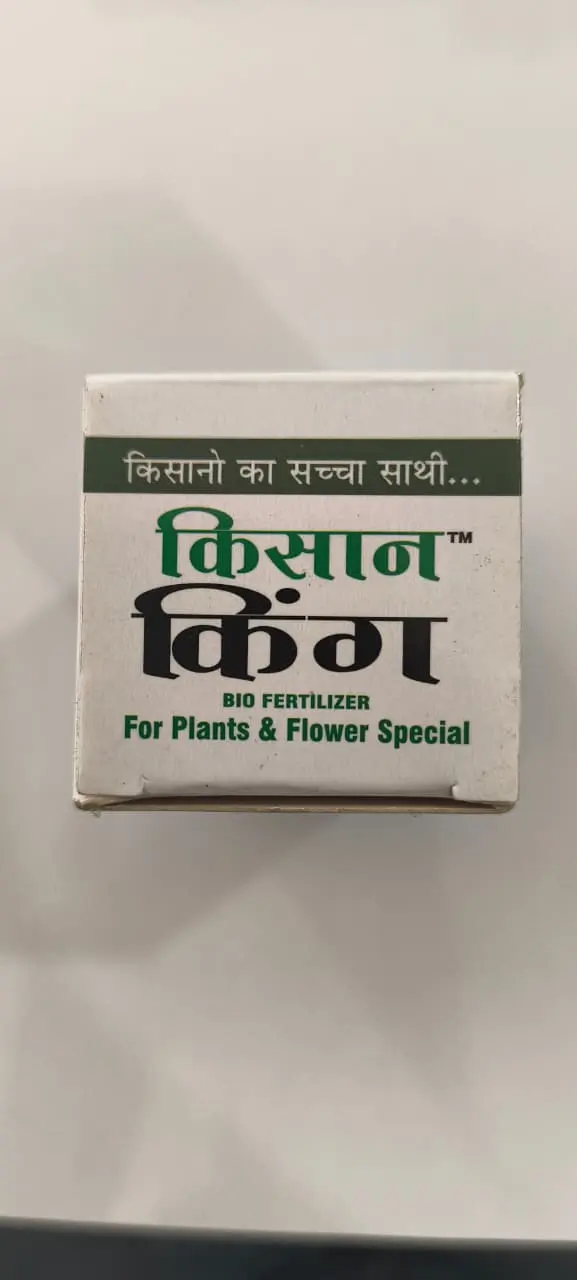 किसानो का सच्चा साथी...
किसान™
किंग
BIO FERTILIZER
For Plants & Flower Special